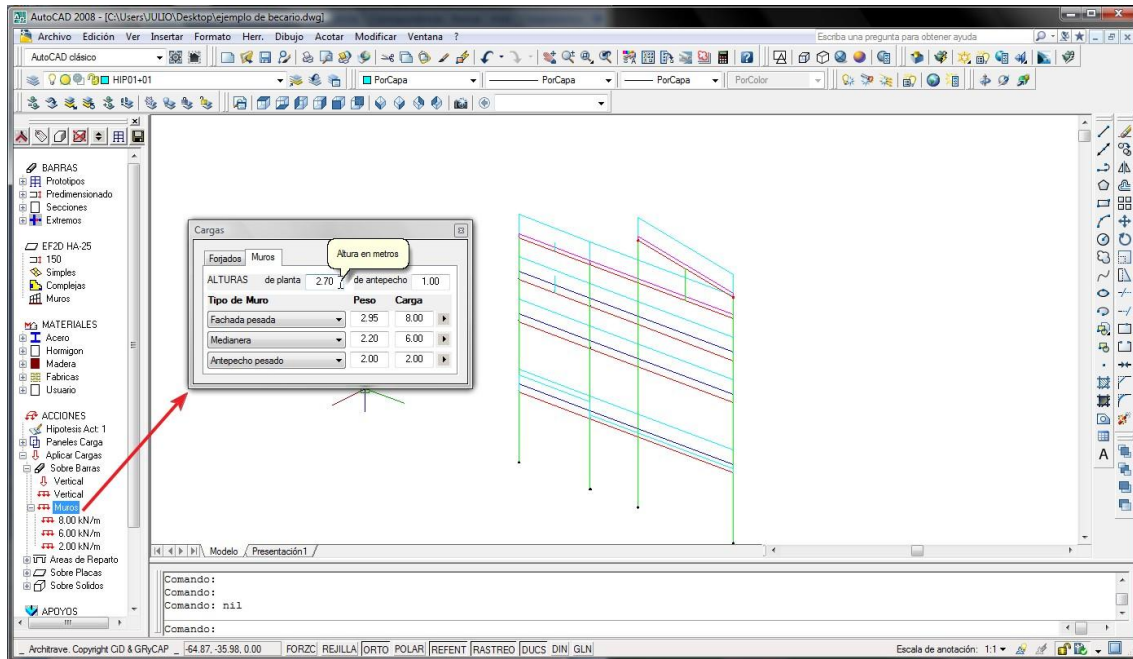 AutoCAD 2008 - [C:\Users\JULIO\Desktop\ejemplo de becario.dwg]
Archivo Edición Ver Insertar Formato Herr. Dibujo Acotar Modificar Ventana ?
Escriba una pregunta para obtener ayuda
AutoCAD clásico
HIP01+01
PorCapa
PorCapa
PorCapa
PorColor
BARRAS
Prototipos
Predimensionado
Secciones
Extremos
EF2D HA-25
150
Simples
Complejas
Muros
MATERIALES
Acero
Hormigon
Madera
Fabricas
Usuario
ACCIONES
Hipotesis Act: 1
Paneles Carga
Aplicar Cargas
Sobre Barras
Vertical
Vertical
Muros
8.00 kN/m
6.00 kN/m
2.00 kN/m
Areas de Reparto
Sobre Placas
Sobre Solidos
APOYOS
Cargas
Forjados Muros
Altura en metros
ALTURAS de planta 2.70 de antepecho 1.00
Tipo de Muro Peso Carga
Fachada pesada 2.95 8.00
Medianera 2.20 6.00
Antepecho pesado 2.00 2.00
Modelo Presentación1
Comando:
Comando:
Comando: nil
Comando:
_ Architrave. Copyright CiD & GRyCAP _ -64.87, -35.98, 0.00 FORZC REJILLA ORTO POLAR REFENT RASTREO DUCS DIN GLN Escala de anotación: 1:1